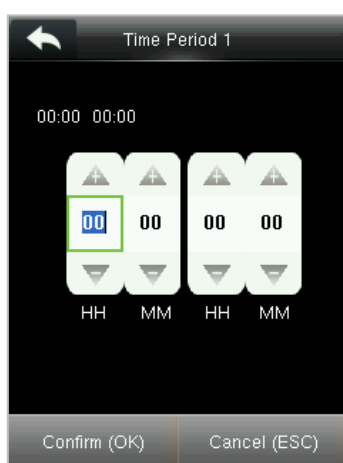 Time Period 1
00:00 00:00
00 00 00 00
HH MM HH MM
Confirm (OK) Cancel (ESC)